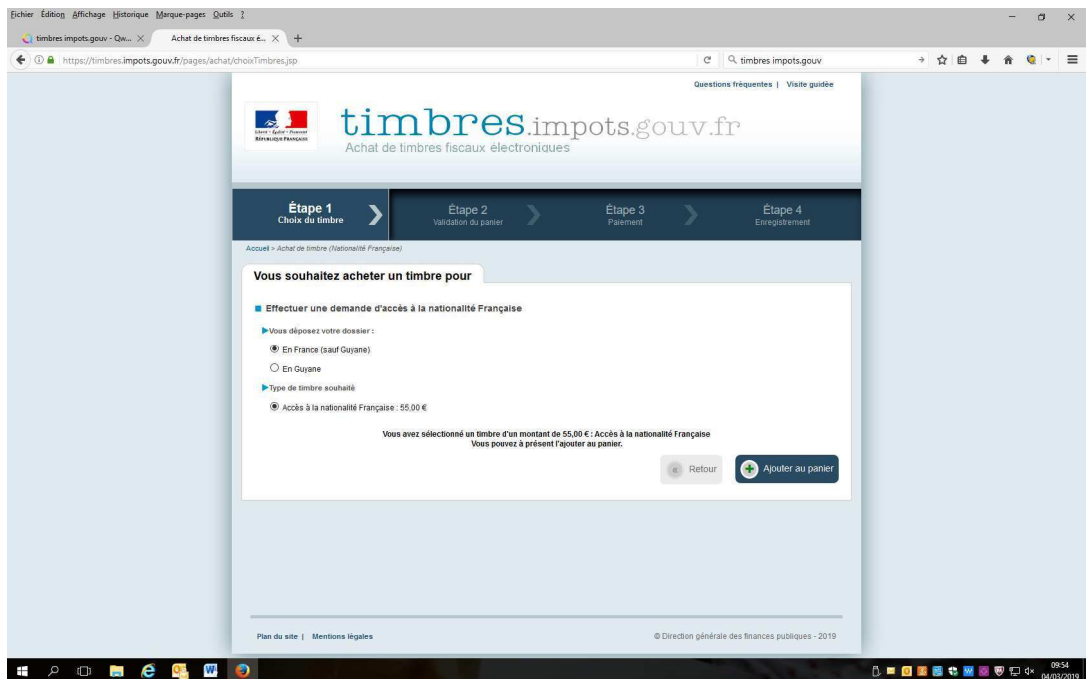 Fichier Édition Affichage Historique Marque-pages Outils ?
timbres impots.gouv - Qw...
Achat de timbres fiscaux é...
https://timbres.impots.gouv.fr/pages/achat/choixTimbres.jsp
timbres impots.gouv
Questions fréquentes | Visite guidée
Liberté • Égalité • Fraternité
RÉPUBLIQUE FRANÇAISE
timbres.impots.gouv.fr
Achat de timbres fiscaux électroniques
Étape 1
Choix du timbre
Étape 2
Validation du panier
Étape 3
Paiement
Étape 4
Enregistrement
Accueil > Achat de timbre (Nationalité Française)
Vous souhaitez acheter un timbre pour
Effectuer une demande d'accès à la nationalité Française
Vous déposez votre dossier :
En France (sauf Guyane)
En Guyane
Type de timbre souhaité
Accès à la nationalité Française : 55,00 €
Vous avez sélectionné un timbre d'un montant de 55,00 € : Accès à la nationalité Française
Vous pouvez à présent l'ajouter au panier.
Retour
Ajouter au panier
Plan du site | Mentions légales
© Direction générale des finances publiques - 2019
09:54
04/03/2019